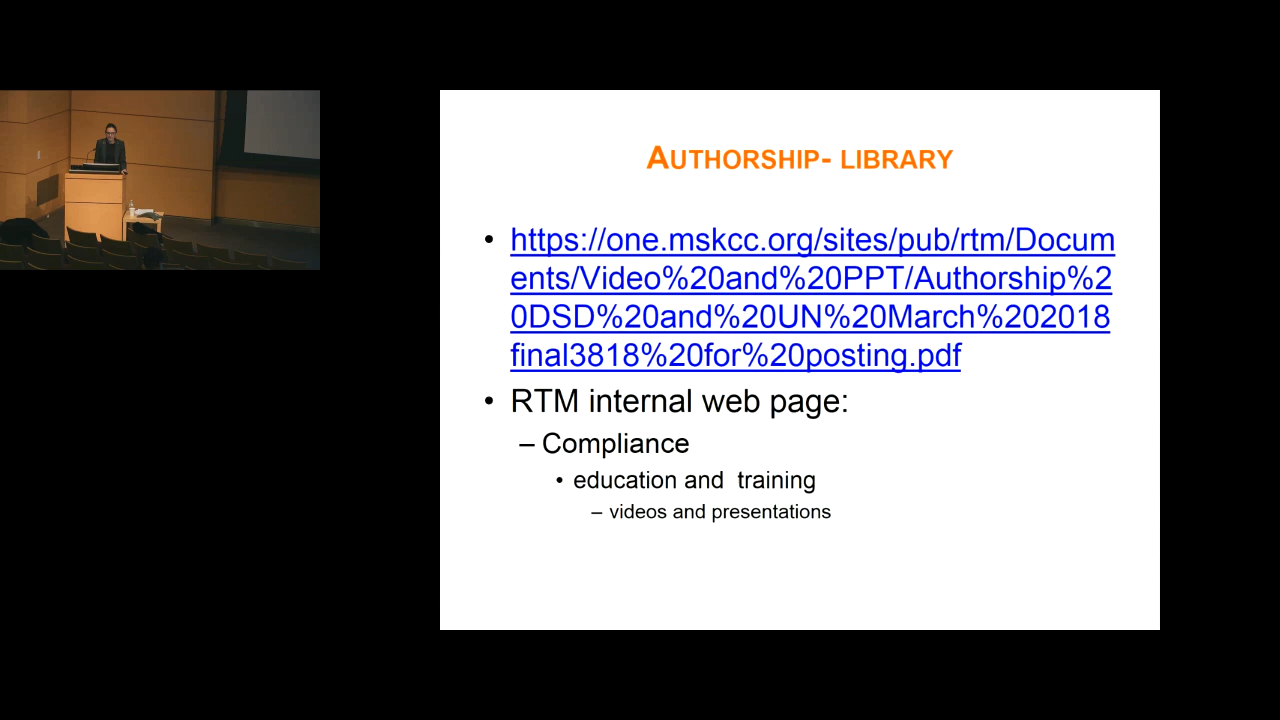 AUTHORSHIP- LIBRARY
• https://one.mskcc.org/sites/pub/rtm/Docum
ents/Video%20and%20PPT/Authorship%2
0DSD%20and%20UN%20March%202018
final3818%20for%20posting.pdf
• RTM internal web page:
– Compliance
• education and  training
– videos and presentations